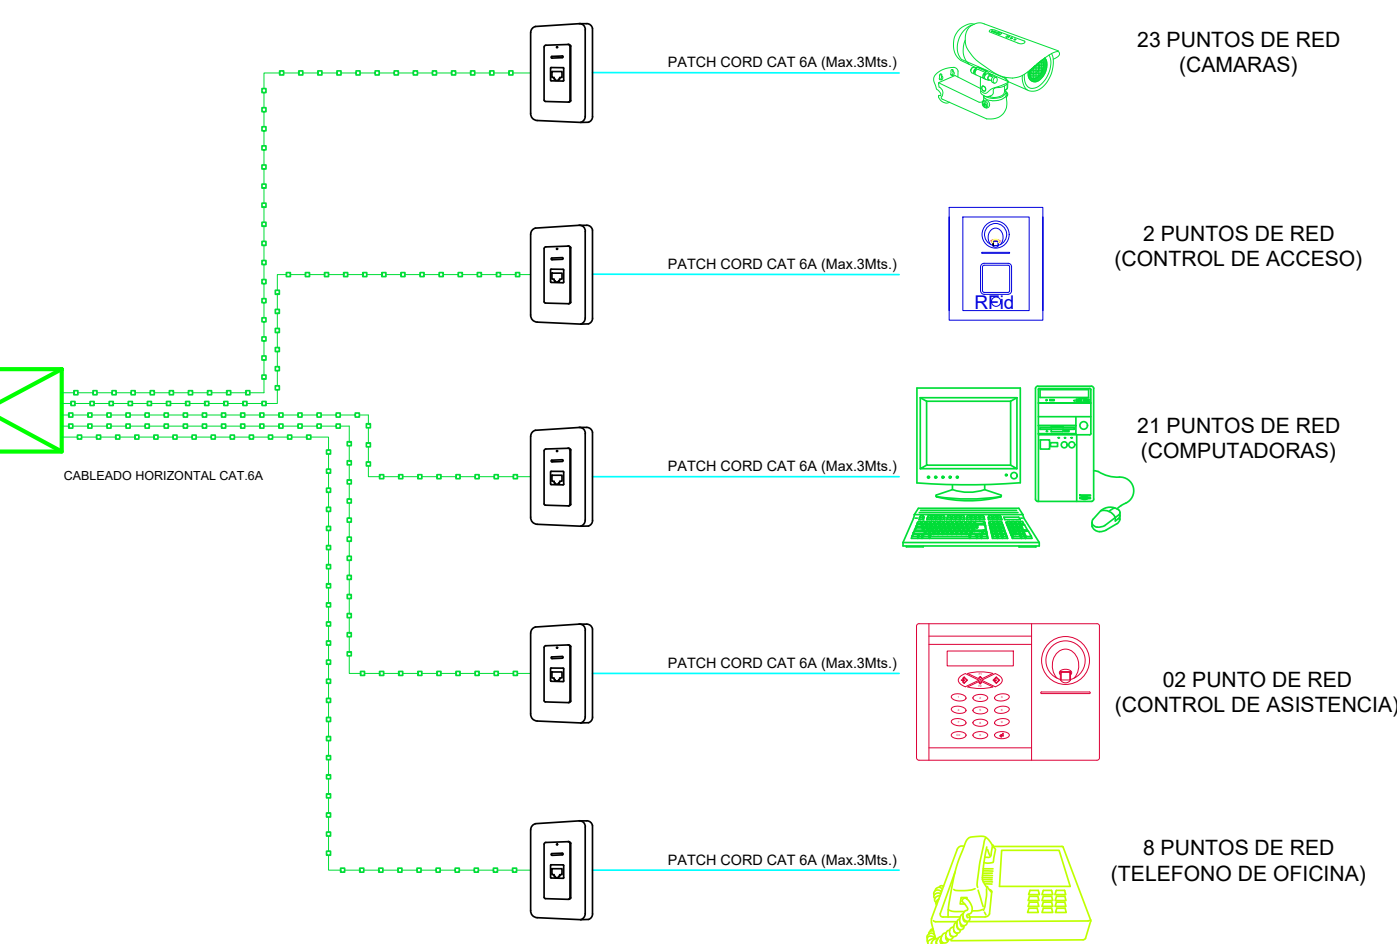 PATCH CORD CAT 6A (Max.3Mts.)
23 PUNTOS DE RED
(CAMARAS)
PATCH CORD CAT 6A (Max.3Mts.)
RFid
2 PUNTOS DE RED
(CONTROL DE ACCESO)
CABLEADO HORIZONTAL CAT.6A
PATCH CORD CAT 6A (Max.3Mts.)
21 PUNTOS DE RED
(COMPUTADORAS)
PATCH CORD CAT 6A (Max.3Mts.)
02 PUNTO DE RED
(CONTROL DE ASISTENCIA)
PATCH CORD CAT 6A (Max.3Mts.)
8 PUNTOS DE RED
(TELEFONO DE OFICINA)